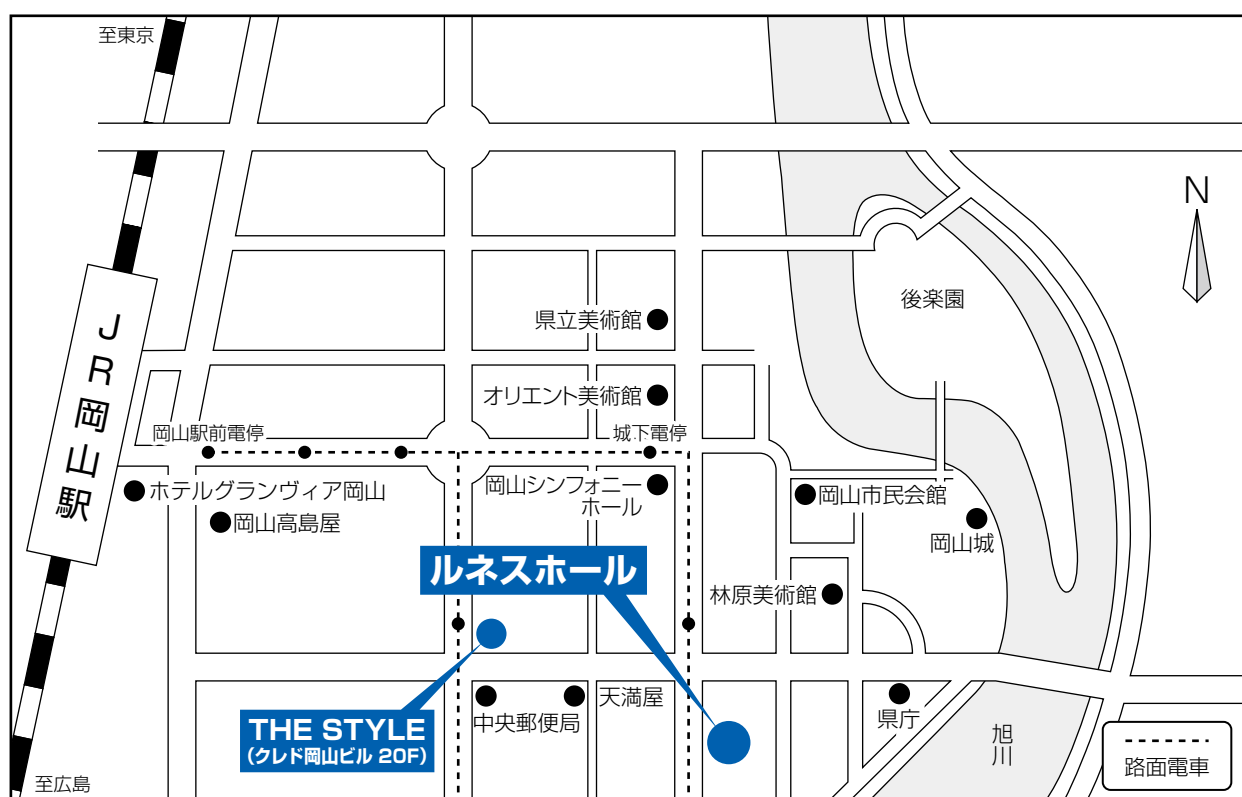 至東京
N
JR岡山駅
後楽園
県立美術館
オリエント美術館
岡山駅前電停
城下電停
ホテルグランヴィア岡山
岡山シンフォニー
ホール
岡山市民会館
岡山高島屋
岡山城
ルネスホール
林原美術館
THE STYLE
(クレド岡山ビル 20F)
中央郵便局
天満屋
県庁
旭川
路面電車
至広島